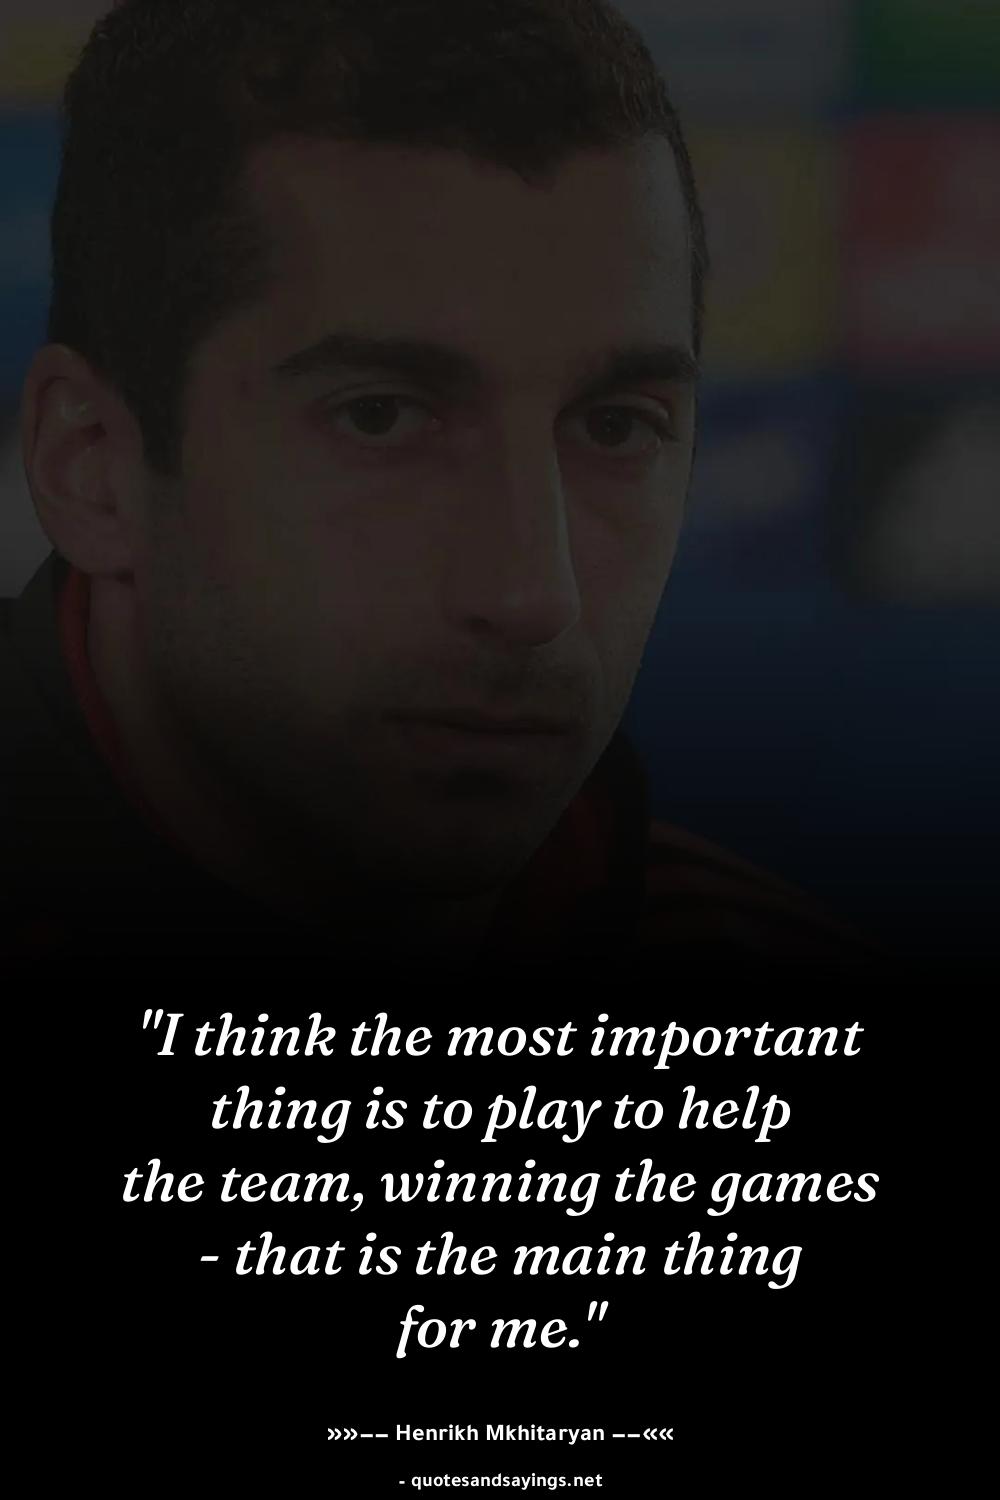 "I think the most important
thing is to play to help
the team, winning the games
- that is the main thing
for me."
»»–– Henrikh Mkhitaryan ––««
- quotesandsayings.net